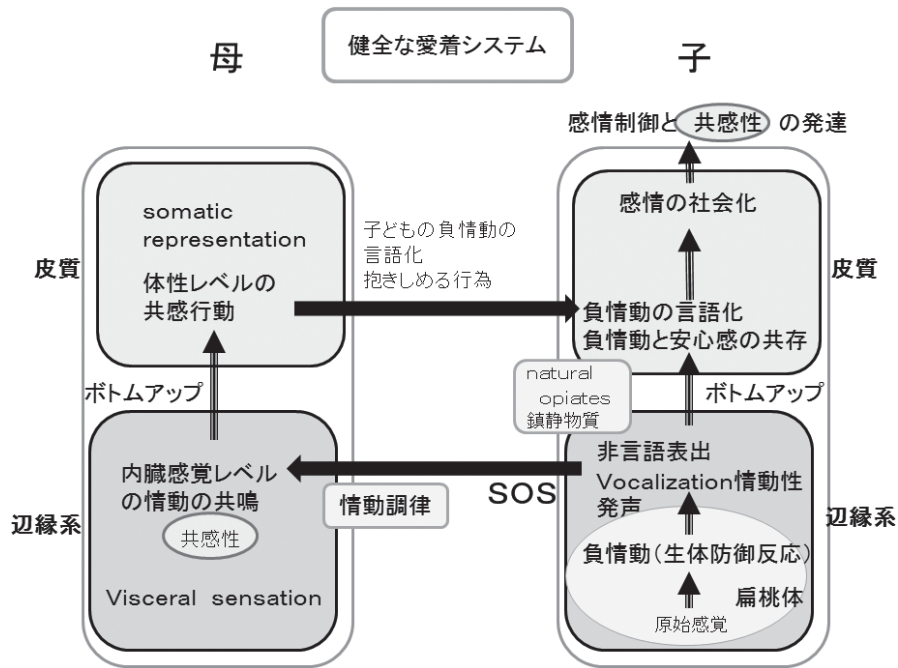 健全な愛着システム
母
子
感情制御と 共感性 の発達
皮質
somatic
representation
体性レベルの
共感行動
子どもの負情動の
言語化
抱きしめる行為
感情の社会化
皮質
負情動の言語化
負情動と安心感の共存
ボトムアップ
natural
opiates
鎮静物質
ボトムアップ
辺縁系
内臓感覚レベル
の情動の共鳴
共感性
Visceral sensation
情動調律
SOS
非言語表出
Vocalization情動性
発声
辺縁系
負情動(生体防御反応)
扁桃体
原始感覚